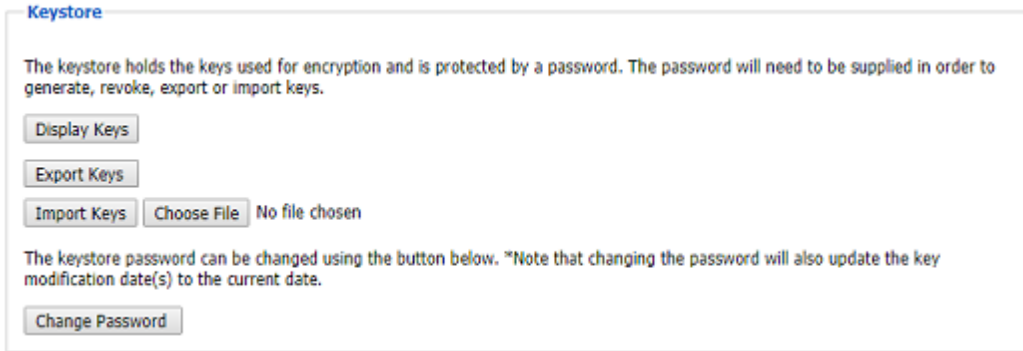 Keystore
The keystore holds the keys used for encryption and is protected by a password. The password will need to be supplied in order to
generate, revoke, export or import keys.
Display Keys
Export Keys
Import Keys Choose File No file chosen
The keystore password can be changed using the button below. *Note that changing the password will also update the key
modification date(s) to the current date.
Change Password